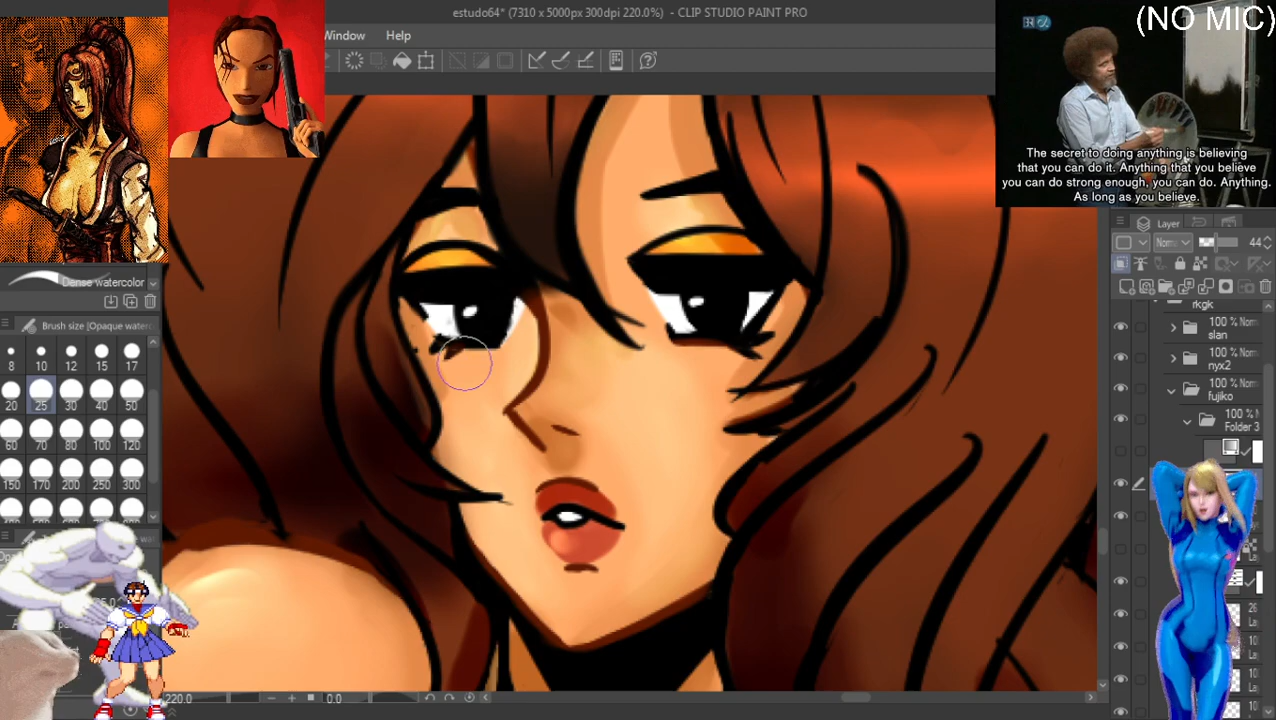 estudo64* (7310 x 5000px 300dpi 220.0%) - CLIP STUDIO PAINT PRO
(NO MIC)
Window Help
The secret to doing anything is believing
that you can do it. Anything that you believe
you can do strong enough, you can do. Anything.
As long as you believe.
Layer
44
Dense watercolor
Brush size [Opaque
8 10 12 15 17
20 25 30 40 50
60 70 80 100 120
150 170 200 250 300
rkgk
100 % Norm
slan
100 % Norm
nyx2
100 % Norm
fujiko
100 %
Folder 3
220.0
0.0